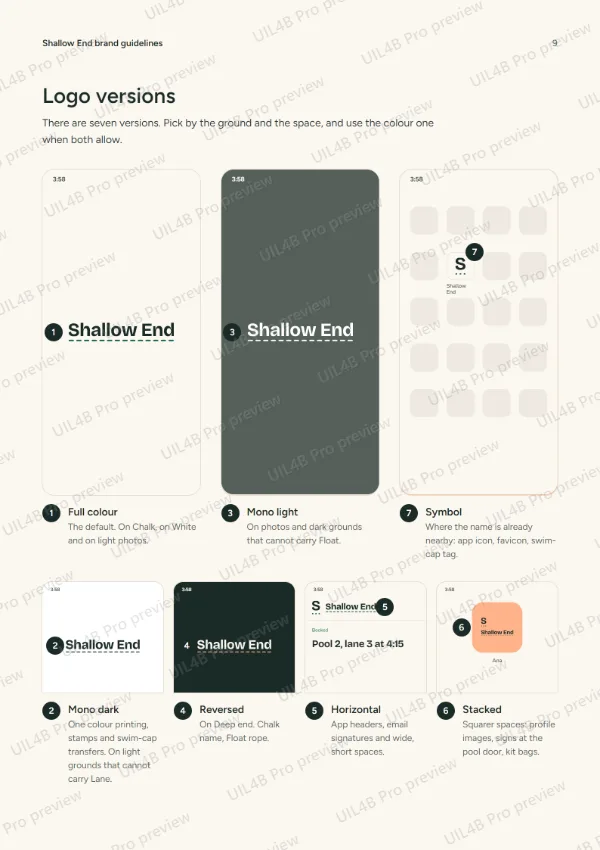 Shallow End brand guidelines
9
Logo versions
There are seven versions. Pick by the ground and the space, and use the colour one
when both allow.
3:58
1
Shallow End
3:58
3
Shallow End
3:58
7
S
Shallow
End
1
Full colour
The default. On Chalk, on White
and on light photos.
3
Mono light
On photos and dark grounds
that cannot carry Float.
7
Symbol
Where the name is already
nearby: app icon, favicon, swim-
cap tag.
3:58
2
Shallow End
3:58
4
Shallow End
3:58
S Shallow End
5
Booked
Pool 2, lane 3 at 4:15
3:58
6
S
Shallow End
2
Mono dark
One colour printing,
stamps and swim-cap
transfers. On light
grounds that cannot
carry Lane.
4
Reversed
On Deep end. Chalk
name, Float rope.
5
Horizontal
App headers, email
signatures and wide,
short spaces.
6
Stacked
Squarer spaces: profile
images, signs at the
pool door, kit bags.
UIL4B Pro preview